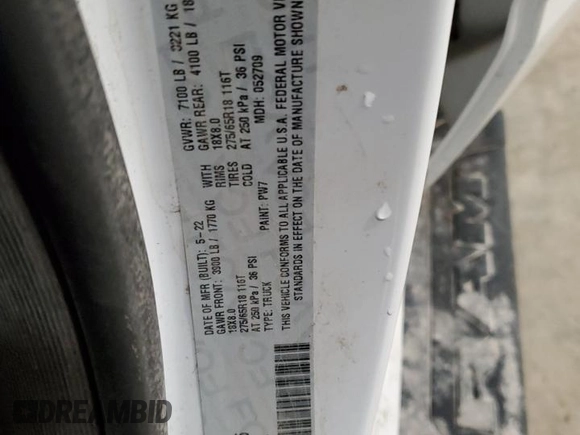 DATE OF MFR (BUILT): 5-22 GVWR: 7100 LB / 3221 KG
GAWR FRONT: 3900 LB / 1770 KG WITH GAWR REAR: 4100 LB / 18
18X8.0 RIMS 18X8.0
275/65R18 116T TIRES 275/65R18 116T
AT 250 kPa / 36 PSI COLD AT 250 kPa / 36 PSI
TYPE: TRUCK PAINT: PW7 MDH: 052709
THIS VEHICLE CONFORMS TO ALL APPLICABLE U.S.A. FEDERAL MOTOR VE
STANDARDS IN EFFECT ON THE DATE OF MANUFACTURE SHOWN
DREAMBID